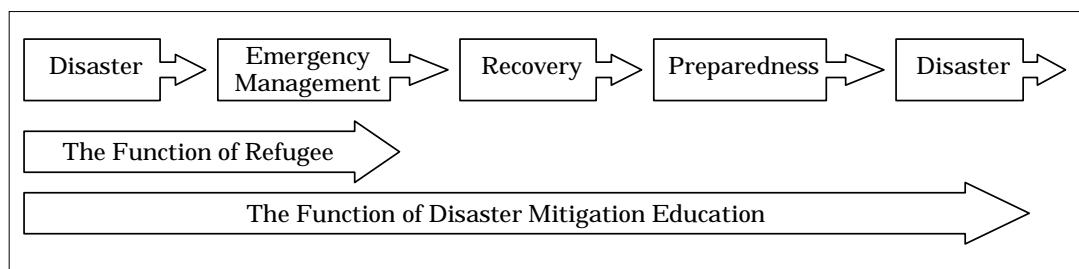 Disaster
Emergency
Management
Recovery
Preparedness
Disaster
The Function of Refugee
The Function of Disaster Mitigation Education